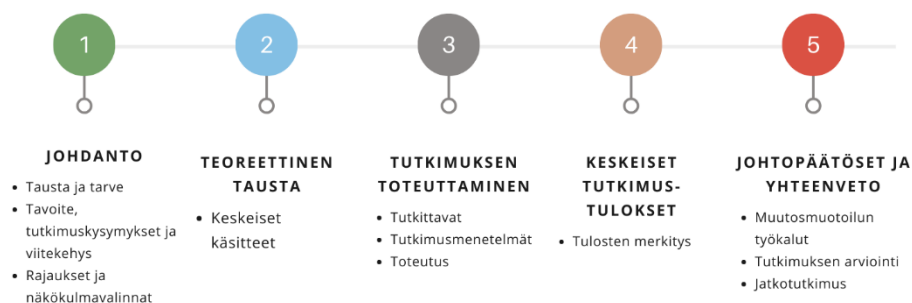 1
JOHDANTO
• Tausta ja tarve
• Tavoite,
tutkimuskysymykset ja
viitekehys
• Rajaukset ja
näkökulmavalinnat
2
TEOREETTINEN
TAUSTA
• Keskeiset
käsitteet
3
TUTKIMUKSEN
TOTEUTTAMINEN
• Tutkittavat
• Tutkimusmenetelmät
• Toteutus
4
KESKEISET
TUTKIMUS-
TULOKSET
• Tulosten merkitys
5
JOHTOPÄÄTÖSET JA
YHTEENVETO
• Muutosmuotoilun
työkalut
• Tutkimuksen arviointi
• Jatkotutkimus